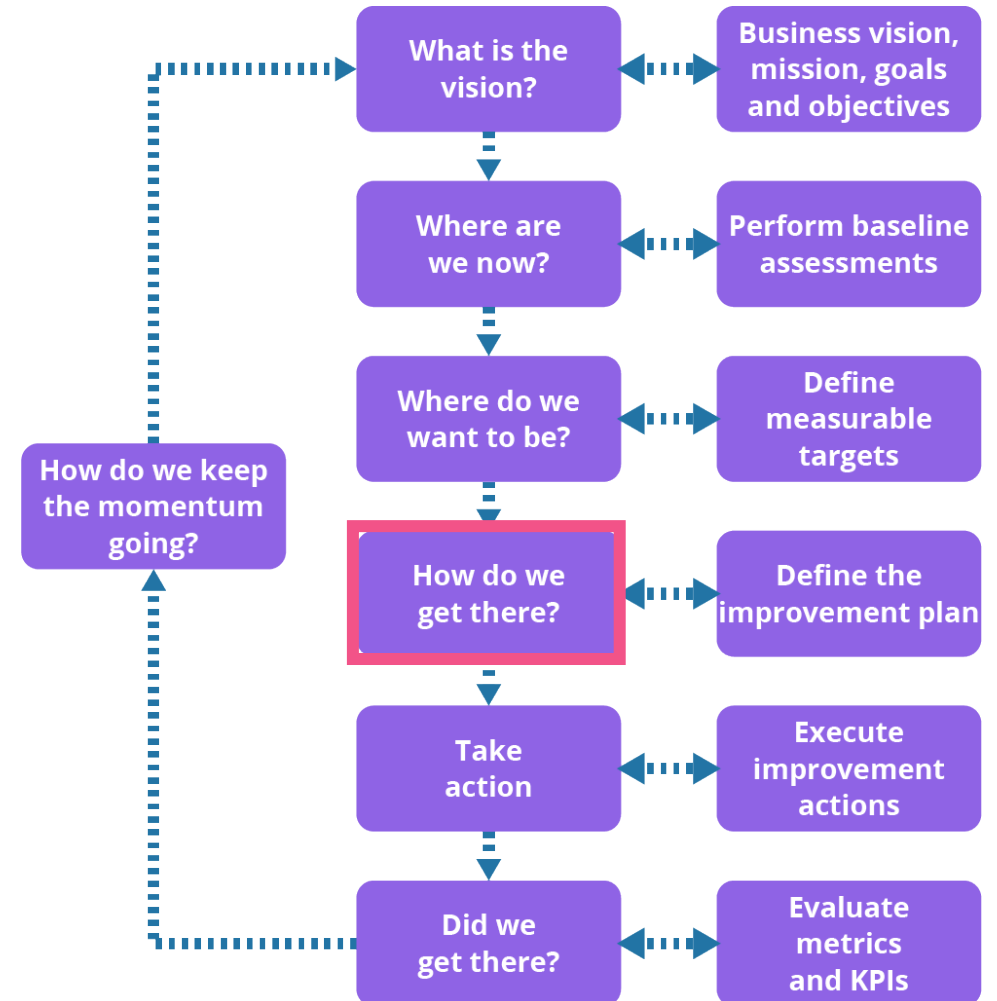 What is the
vision?
Business vision,
mission, goals
and objectives
Where are
we now?
Perform baseline
assessments
Where do we
want to be?
Define
measurable
targets
How do we keep
the momentum
going?
How do we
get there?
Define the
improvement plan
Take
action
Execute
improvement
actions
Did we
get there?
Evaluate
metrics
and KPIs